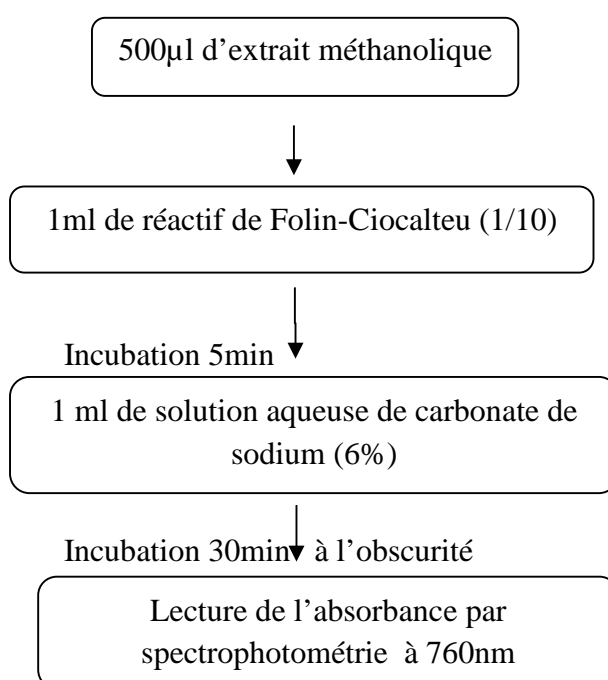 500µl d’extrait méthanolique
1ml de réactif de Folin-Ciocalteu (1/10)
Incubation 5min
1 ml de solution aqueuse de carbonate de
sodium (6%)
Incubation 30min à l’obscurité
Lecture de l’absorbance par
spectrophotométrie à 760nm